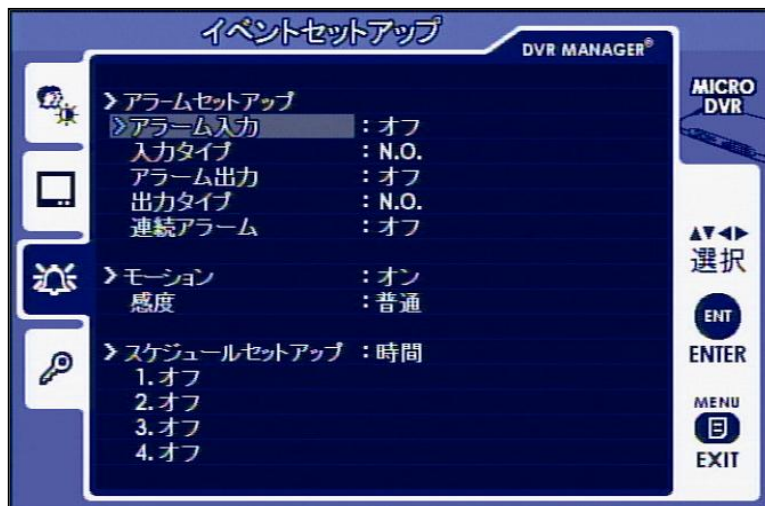 イベントセットアップ
DVR MANAGER®
アラームセットアップ
アラーム入力 : オフ
入力タイプ : N.O.
アラーム出力 : オフ
出力タイプ : N.O.
連続アラーム : オフ
モーション : オン
感度 : 普通
スケジュールセットアップ : 時間
1. オフ
2. オフ
3. オフ
4. オフ
MICRO
DVR
▲▼◀▶
選択
ENT
ENTER
MENU
EXIT